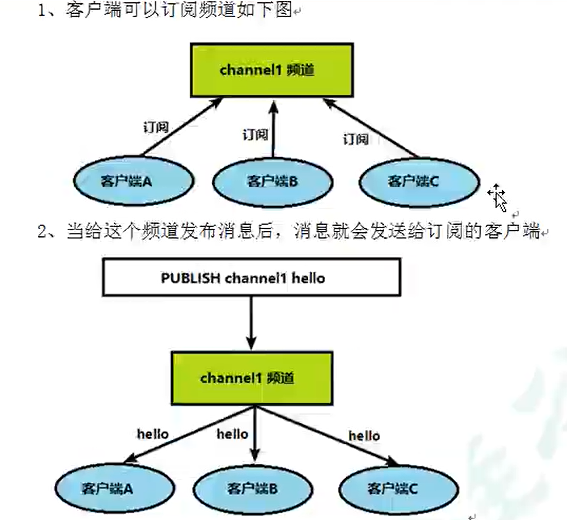 1、客户端可以订阅频道如下图
channel1 频道
订阅 订阅 订阅
客户端A 客户端B 客户端C
2、当给这个频道发布消息后，消息就会发送给订阅的客户端
PUBLISH channel1 hello
channel1 频道
hello hello hello
客户端A 客户端B 客户端C